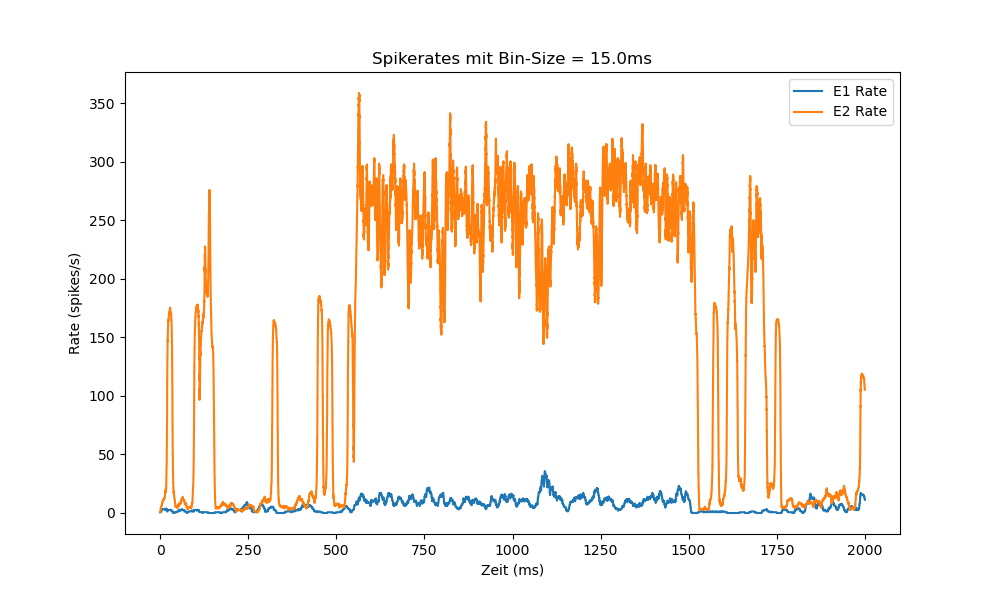 Spikerates mit Bin-Size = 15.0ms
E1 Rate
E2 Rate
350
300
250
200
150
100
50
0
Rate (spikes/s)
0 250 500 750 1000 1250 1500 1750 2000
Zeit (ms)